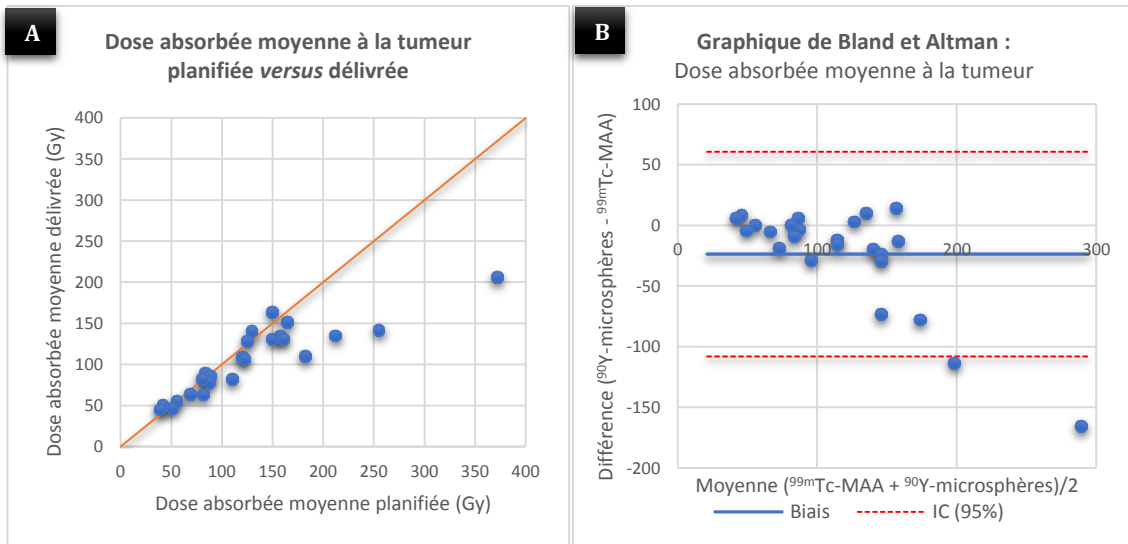 A
Dose absorbée moyenne à la tumeur
planifiée versus délivrée
Dose absorbée moyenne délivrée (Gy)
400
350
300
250
200
150
100
50
0
0 50 100 150 200 250 300 350 400
Dose absorbée moyenne planifiée (Gy)
B
Graphique de Bland et Altman :
Dose absorbée moyenne à la tumeur
Différence (⁹⁰Y-microsphères - ⁹⁹ᵐTc-MAA)
100
50
0
-50
-100
-150
-200
0 100 200 300
Moyenne (⁹⁹ᵐTc-MAA + ⁹⁰Y-microsphères)/2
Biais IC (95%)